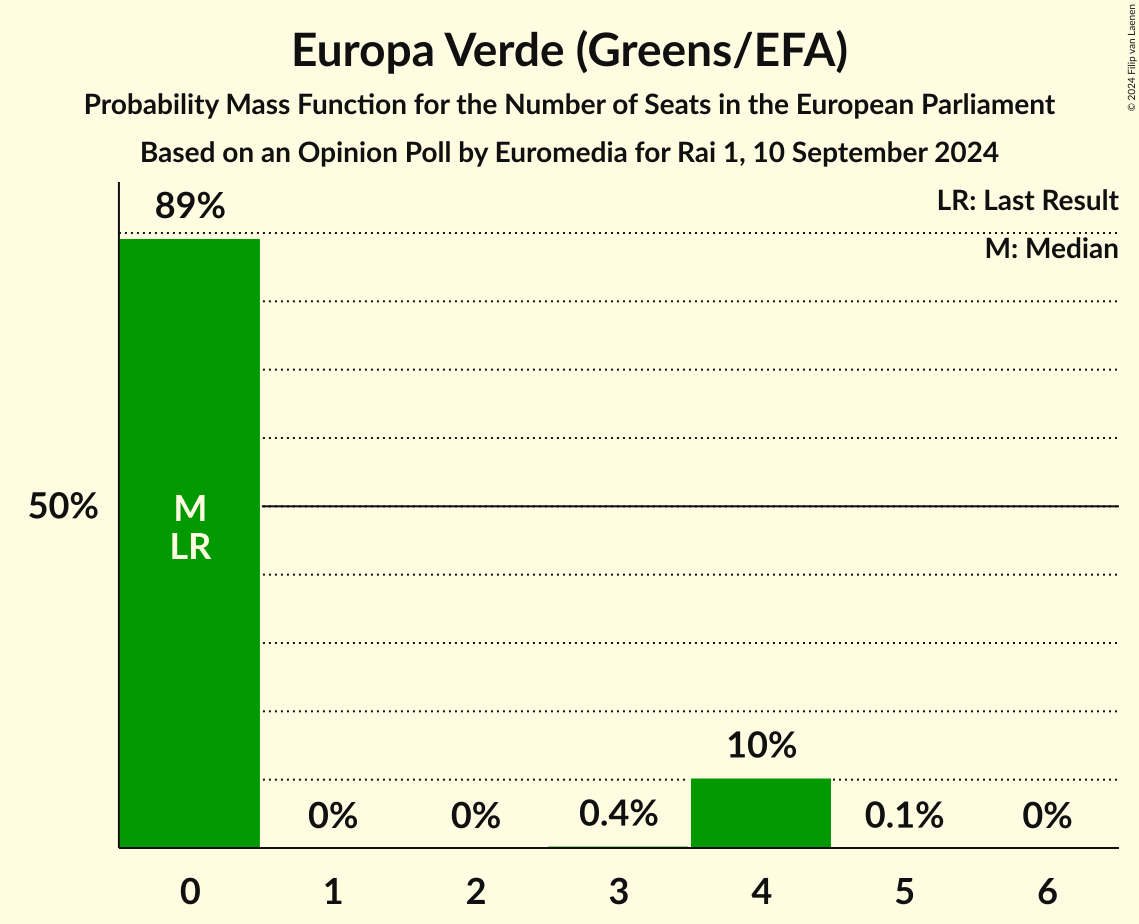 Europa Verde (Greens/EFA)
Probability Mass Function for the Number of Seats in the European Parliament
Based on an Opinion Poll by Euromedia for Rai 1, 10 September 2024
© 2024 Filip van Laenen
LR: Last Result
M: Median
89%
50%
M
LR
10%
0%
0%
0.4%
0.1%
0%
0
1
2
3
4
5
6